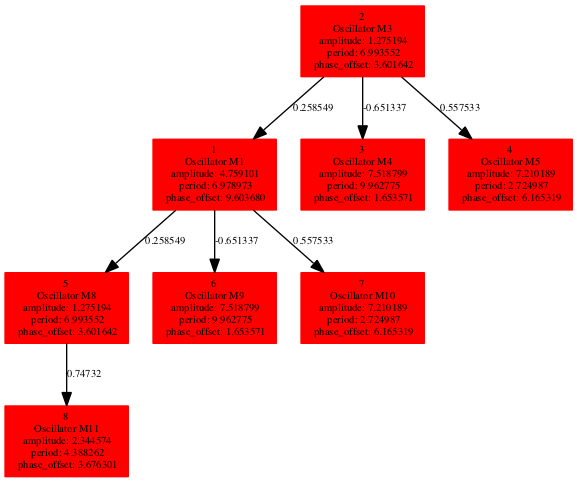 2
Oscillator M3
amplitude: 1.275194
period: 6.993552
phase_offset: 3.601642
0.258549
-0.651337
0.557533
1
Oscillator M1
amplitude: 4.759101
period: 6.978973
phase_offset: 9.603680
3
Oscillator M4
amplitude: 7.518799
period: 9.962775
phase_offset: 1.653571
4
Oscillator M5
amplitude: 7.210189
period: 2.724987
phase_offset: 6.165319
0.258549
-0.651337
0.557533
5
Oscillator M8
amplitude: 1.275194
period: 6.993552
phase_offset: 3.601642
6
Oscillator M9
amplitude: 7.518799
period: 9.962775
phase_offset: 1.653571
7
Oscillator M10
amplitude: 7.210189
period: 2.724987
phase_offset: 6.165319
0.74732
8
Oscillator M11
amplitude: 2.344574
period: 4.388262
phase_offset: 3.676301